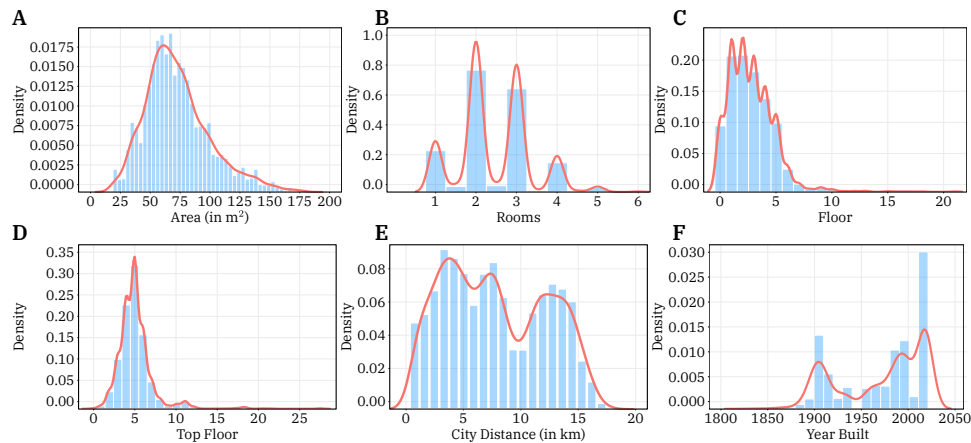 A
Density
0.0175
0.0150
0.0125
0.0100
0.0075
0.0050
0.0025
0.0000
0 25 50 75 100 125 150 175 200
Area (in m²)
B
Density
1.0
0.8
0.6
0.4
0.2
0.0
1 2 3 4 5 6
Rooms
C
Density
0.20
0.15
0.10
0.05
0.00
0 5 10 15 20
Floor
D
Density
0.35
0.30
0.25
0.20
0.15
0.10
0.05
0.00
0 5 10 15 20 25
Top Floor
E
Density
0.08
0.06
0.04
0.02
0.00
0 5 10 15 20
City Distance (in km)
F
Density
0.030
0.015
0.010
0.005
0.000
1800 1850 1900 1950 2000 2050
Year Built